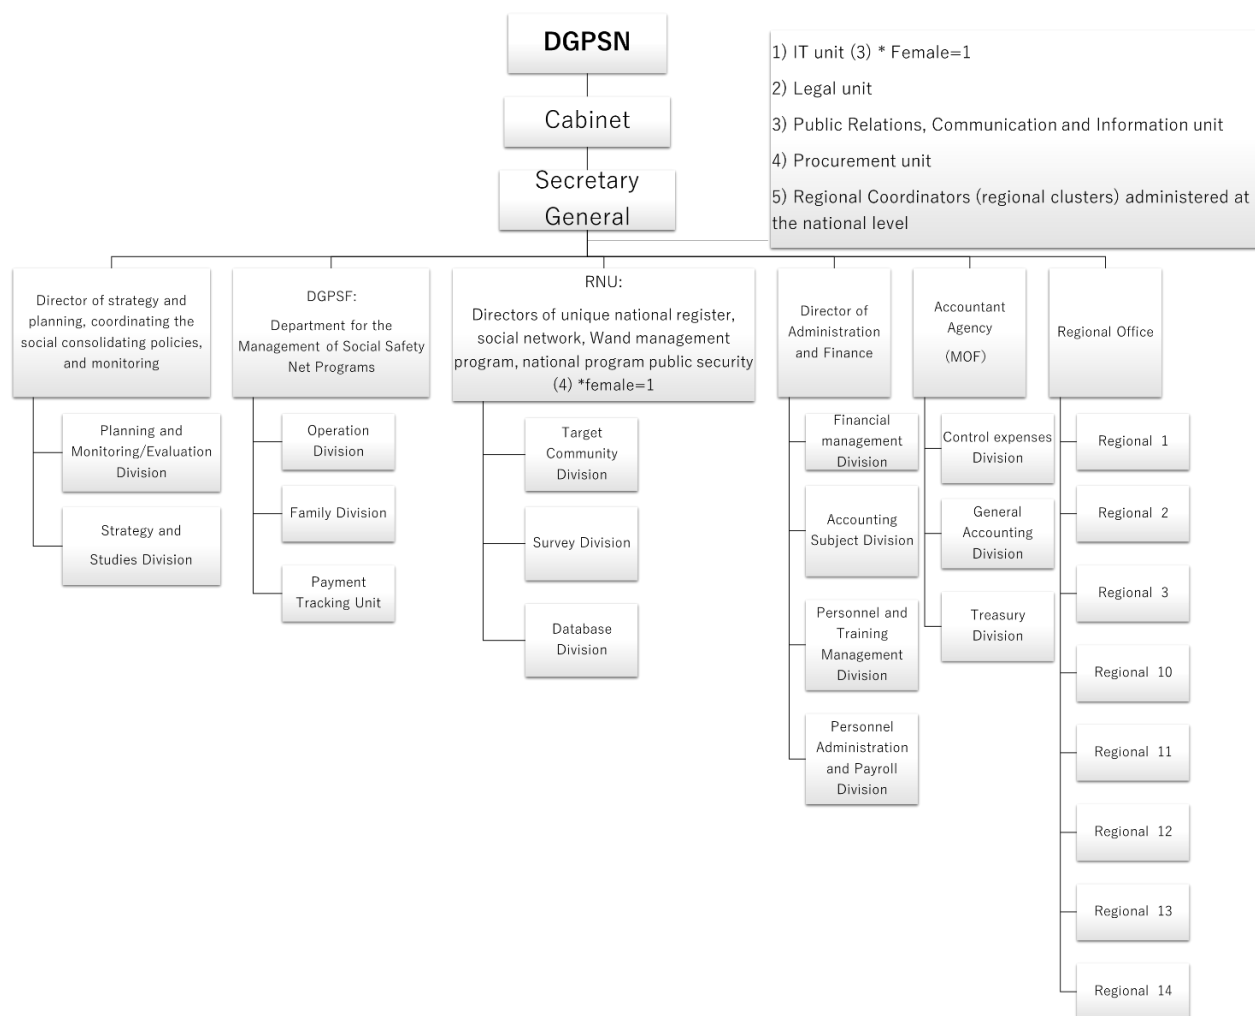 DGPSN
Cabinet
Secretary
General
1) IT unit (3) * Female=1
2) Legal unit
3) Public Relations, Communication and Information unit
4) Procurement unit
5) Regional Coordinators (regional clusters) administered at
the national level
Director of strategy and
planning, coordinating the
social consolidating policies,
and monitoring
Planning and
Monitoring/Evaluation
Division
Strategy and
Studies Division
DGPSF:
Department for the
Management of Social Safety
Net Programs
Operation
Division
Family Division
Payment
Tracking Unit
RNU:
Directors of unique national register,
social network, Wand management
program, national program public security
(4) *female=1
Target
Community
Division
Survey Division
Database
Division
Director of
Administration
and Finance
Financial
management
Division
Accounting
Subject Division
Personnel and
Training
Management
Division
Personnel
Administration
and Payroll
Division
Accountant
Agency
(MOF)
Control expenses
Division
General
Accounting
Division
Treasury
Division
Regional Office
Regional 1
Regional 2
Regional 3
Regional 10
Regional 11
Regional 12
Regional 13
Regional 14